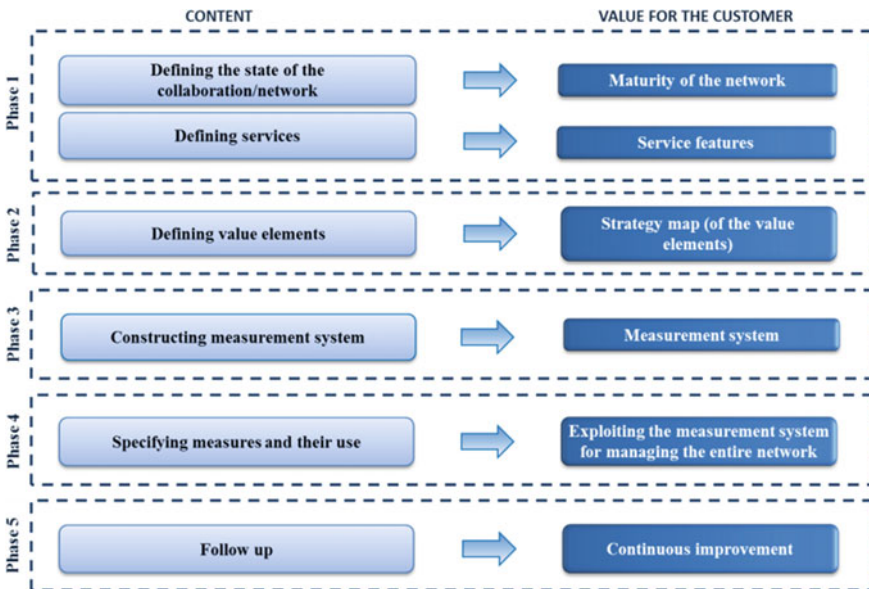 CONTENT
VALUE FOR THE CUSTOMER
Phase 1
Defining the state of the
collaboration/network
Maturity of the network
Defining services
Service features
Phase 2
Defining value elements
Strategy map (of the value
elements)
Phase 3
Constructing measurement system
Measurement system
Phase 4
Specifying measures and their use
Exploiting the measurement system
for managing the entire network
Phase 5
Follow up
Continuous improvement